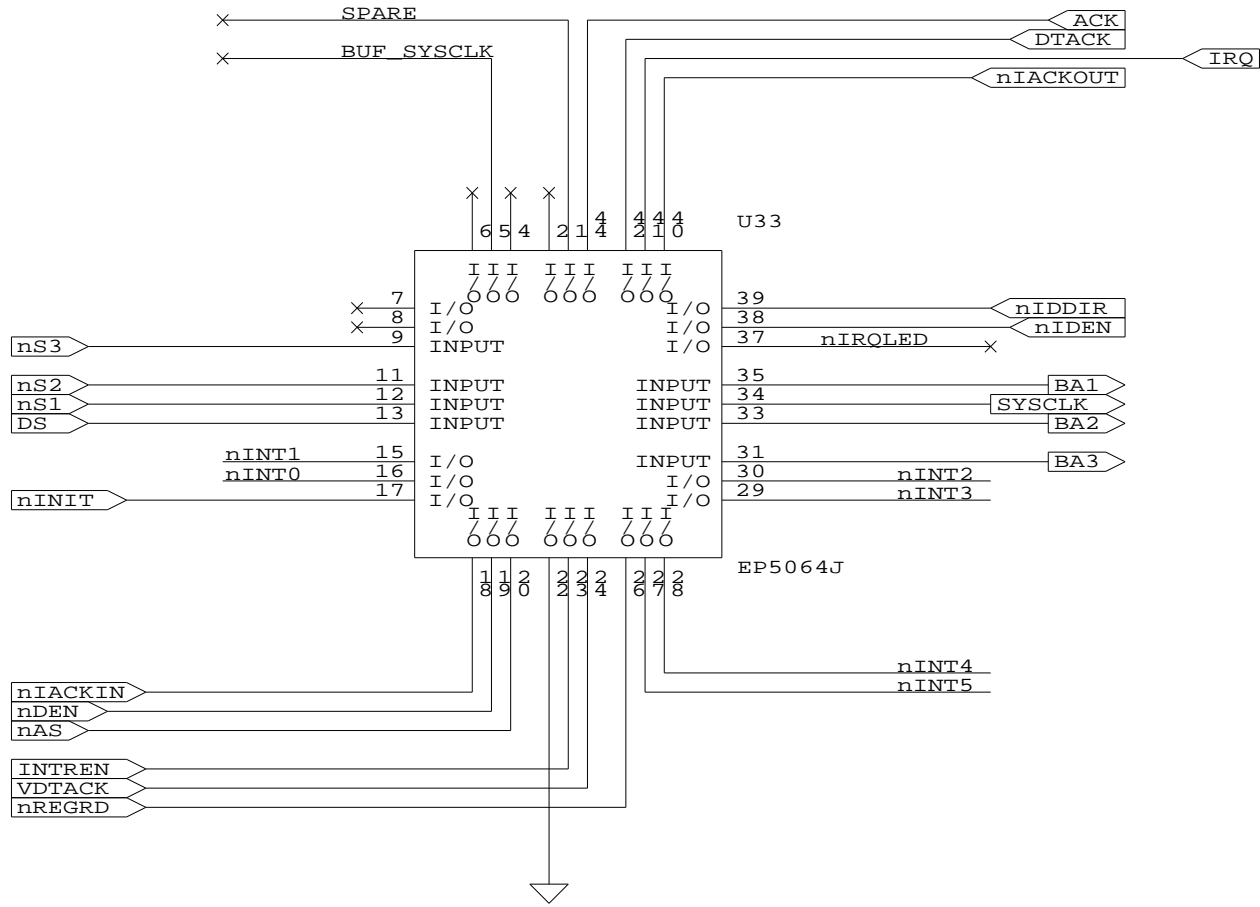 SPARE
ACK
DTACK
BUF_SYSCLK
IRQ
nIACKOUT
U33
6 5 4 2 1 44 42 41 40
I/O I/O I/O I/O I/O I/O I/O I/O I/O
7 I/O I/O 39 nIDDIR
8 I/O I/O 38 nIDEN
nS3 9 INPUT I/O 37 nIRQLED
nS2 11 INPUT INPUT 35 BA1
nS1 12 INPUT INPUT 34 SYSCLK
DS 13 INPUT INPUT 33 BA2
nINT1 15 I/O INPUT 31 BA3
nINT0 16 I/O I/O 30 nINT2
nINIT 17 I/O I/O 29 nINT3
I/O I/O I/O I/O I/O I/O I/O I/O I/O
EP5064J
18 19 20 22 23 24 26 27 28
nINT4
nINT5
nIACKIN
nDEN
nAS
INTREN
VDTACK
nREGRD